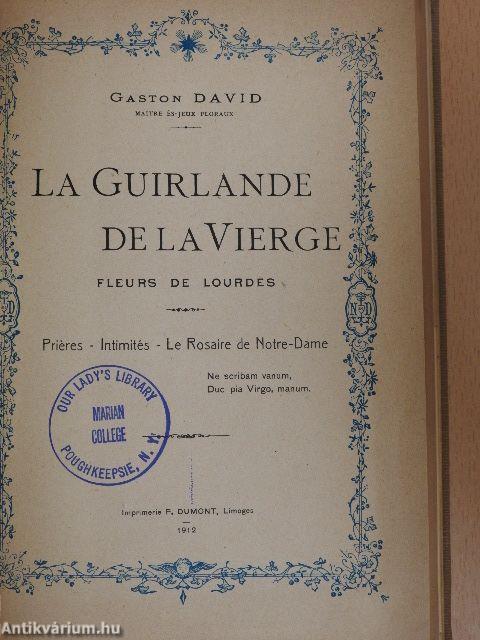 GASTON DAVID
MAÎTRE ÈS-JEUX FLORAUX
LA GUIRLANDE
DE LA VIERGE
FLEURS DE LOURDES
Prières - Intimités - Le Rosaire de Notre-Dame
Ne scribam vanum,
Duc pia Virgo, manum.
OUR LADY'S LIBRARY
MARIAN
COLLEGE
POUGHKEEPSIE, N. Y.
Imprimerie F. DUMONT, Limoges
1912
N D
Antikvárium.hu